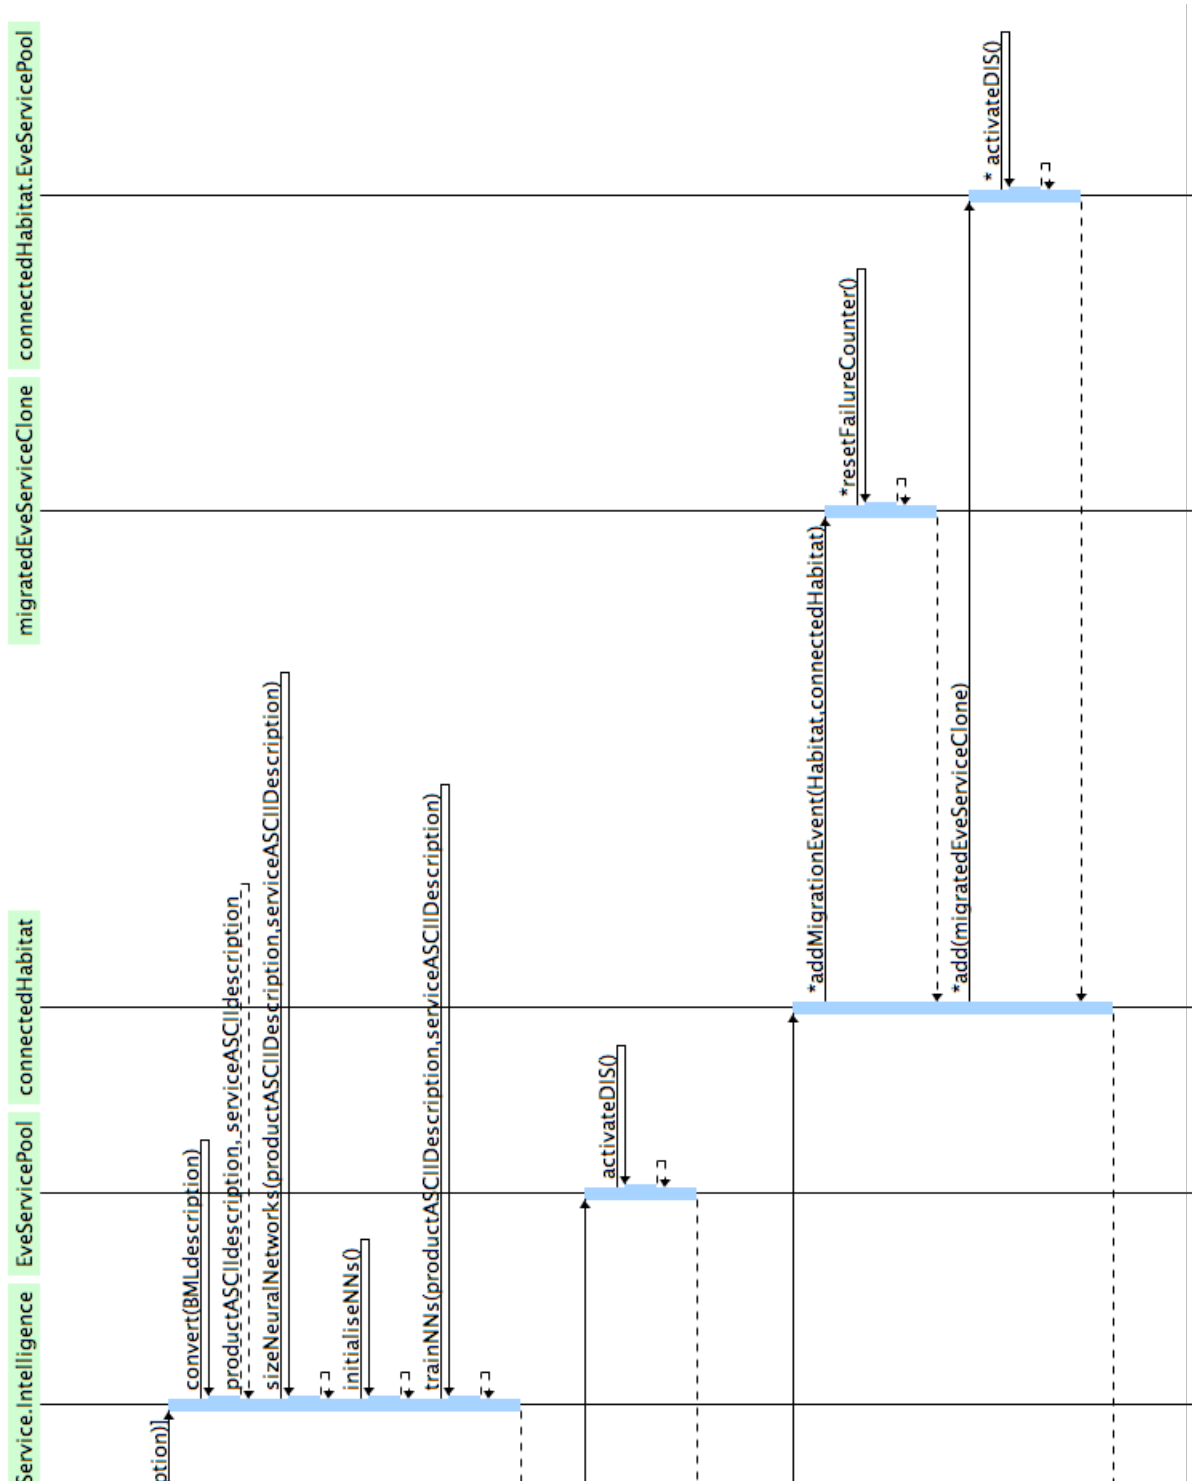 Service.Intelligence
EveServicePool
connectedHabitat
migratedEveServiceClone
connectedHabitat.EveServicePool
ption)]
convert(BMLdescription)
productASCIIdescription, serviceASCIIdescription
sizeNeuralNetworks(productASCIIDescription,serviceASCIIDescription)
initialiseNNs()
trainNNs(productASCIIDescription,serviceASCIIDescription)
activateDIS()
*addMigrationEvent(Habitat,connectedHabitat)
*resetFailureCounter()
*add(migratedEveServiceClone)
* activateDIS()